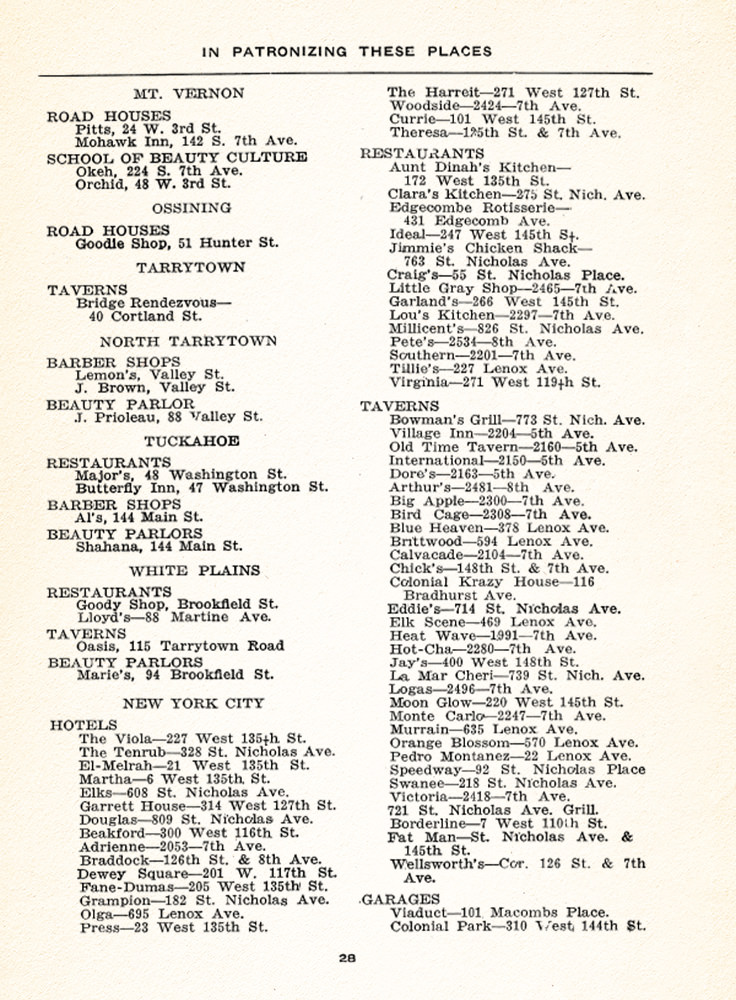 IN PATRONIZING THESE PLACES
MT. VERNON
ROAD HOUSES
Pitts, 24 W. 3rd St.
Mohawk Inn, 142 S. 7th Ave.
SCHOOL OF BEAUTY CULTURE
Okeh, 224 S. 7th Ave.
Orchid, 48 W. 3rd St.
OSSINING
ROAD HOUSES
Goodie Shop, 51 Hunter St.
TARRYTOWN
TAVERNS
Bridge Rendezvous—
40 Cortland St.
NORTH TARRYTOWN
BARBER SHOPS
Lemon's, Valley St.
J. Brown, Valley St.
BEAUTY PARLOR
J. Prioleau, 88 Valley St.
TUCKAHOE
RESTAURANTS
Major's, 48 Washington St.
Butterfly Inn, 47 Washington St.
BARBER SHOPS
Al's, 144 Main St.
BEAUTY PARLORS
Shahana, 144 Main St.
WHITE PLAINS
RESTAURANTS
Goody Shop, Brookfield St.
Lloyd's—88 Martine Ave.
TAVERNS
Oasis, 115 Tarrytown Road
BEAUTY PARLORS
Marie's, 94 Brookfield St.
NEW YORK CITY
HOTELS
The Viola—227 West 135th St.
The Tenrub—328 St. Nicholas Ave.
El-Melrah—21 West 135th St.
Martha—6 West 135th St.
Elks—608 St. Nicholas Ave.
Garrett House—314 West 127th St.
Douglas—809 St. Nicholas Ave.
Beakford—300 West 116th St.
Adrienne—2053—7th Ave.
Braddock—126th St. & 8th Ave.
Dewey Square—201 W. 117th St.
Fane-Dumas—205 West 135th St.
Grampion—182 St. Nicholas Ave.
Olga—695 Lenox Ave.
Press—23 West 135th St.
The Harreit—271 West 127th St.
Woodside—2424—7th Ave.
Currie—101 West 145th St.
Theresa—125th St. & 7th Ave.
RESTAURANTS
Aunt Dinah's Kitchen—
172 West 135th St.
Clara's Kitchen—275 St. Nich. Ave.
Edgecombe Rotisserie—
431 Edgecomb Ave.
Ideal—247 West 145th St.
Jimmie's Chicken Shack—
763 St. Nicholas Ave.
Craig's—55 St. Nicholas Place.
Little Gray Shop—2465—7th Ave.
Garland's—266 West 145th St.
Lou's Kitchen—2297—7th Ave.
Millicent's—826 St. Nicholas Ave.
Pete's—2534—8th Ave.
Southern—2201—7th Ave.
Tillie's—227 Lenox Ave.
Virginia—271 West 119th St.
TAVERNS
Bowman's Grill—773 St. Nich. Ave.
Village Inn—2204—5th Ave.
Old Time Tavern—2160—5th Ave.
International—2150—5th Ave.
Dore's—2163—5th Ave.
Arthur's—2481—8th Ave.
Big Apple—2300—7th Ave.
Bird Cage—2308—7th Ave.
Blue Heaven—378 Lenox Ave.
Brittwood—594 Lenox Ave.
Calvacade—2104—7th Ave.
Chick's—148th St. & 7th Ave.
Colonial Krazy House—116
Bradhurst Ave.
Eddie's—714 St. Nicholas Ave.
Elk Scene—469 Lenox Ave.
Heat Wave—1991—7th Ave.
Hot-Cha—2280—7th Ave.
Jay's—400 West 148th St.
La Mar Cheri—739 St. Nich. Ave.
Logas—2496—7th Ave.
Moon Glow—220 West 145th St.
Monte Carlo—2247—7th Ave.
Murrain—635 Lenox Ave.
Orange Blossom—570 Lenox Ave.
Pedro Montanez—22 Lenox Ave.
Speedway—92 St. Nicholas Place
Swanee—218 St. Nicholas Ave.
Victoria—2418—7th Ave.
721 St. Nicholas Ave. Grill.
Borderline—7 West 110th St.
Fat Man—St. Nicholas Ave. &
145th St.
Wellsworth's—Cor. 126 St. & 7th
Ave.
GARAGES
Viaduct—101 Macombs Place.
Colonial Park—310 West 144th St.
28